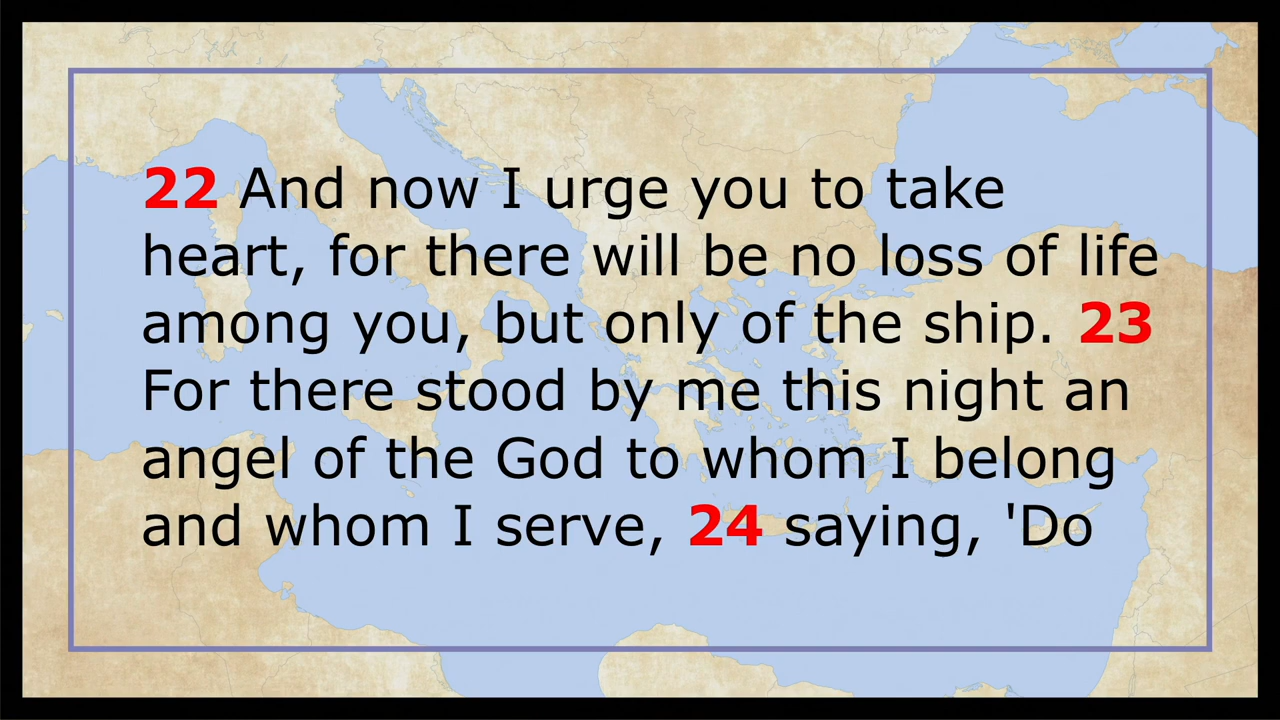 22 And now I urge you to take
heart, for there will be no loss of life
among you, but only of the ship. 23
For there stood by me this night an
angel of the God to whom I belong
and whom I serve, 24 saying, 'Do